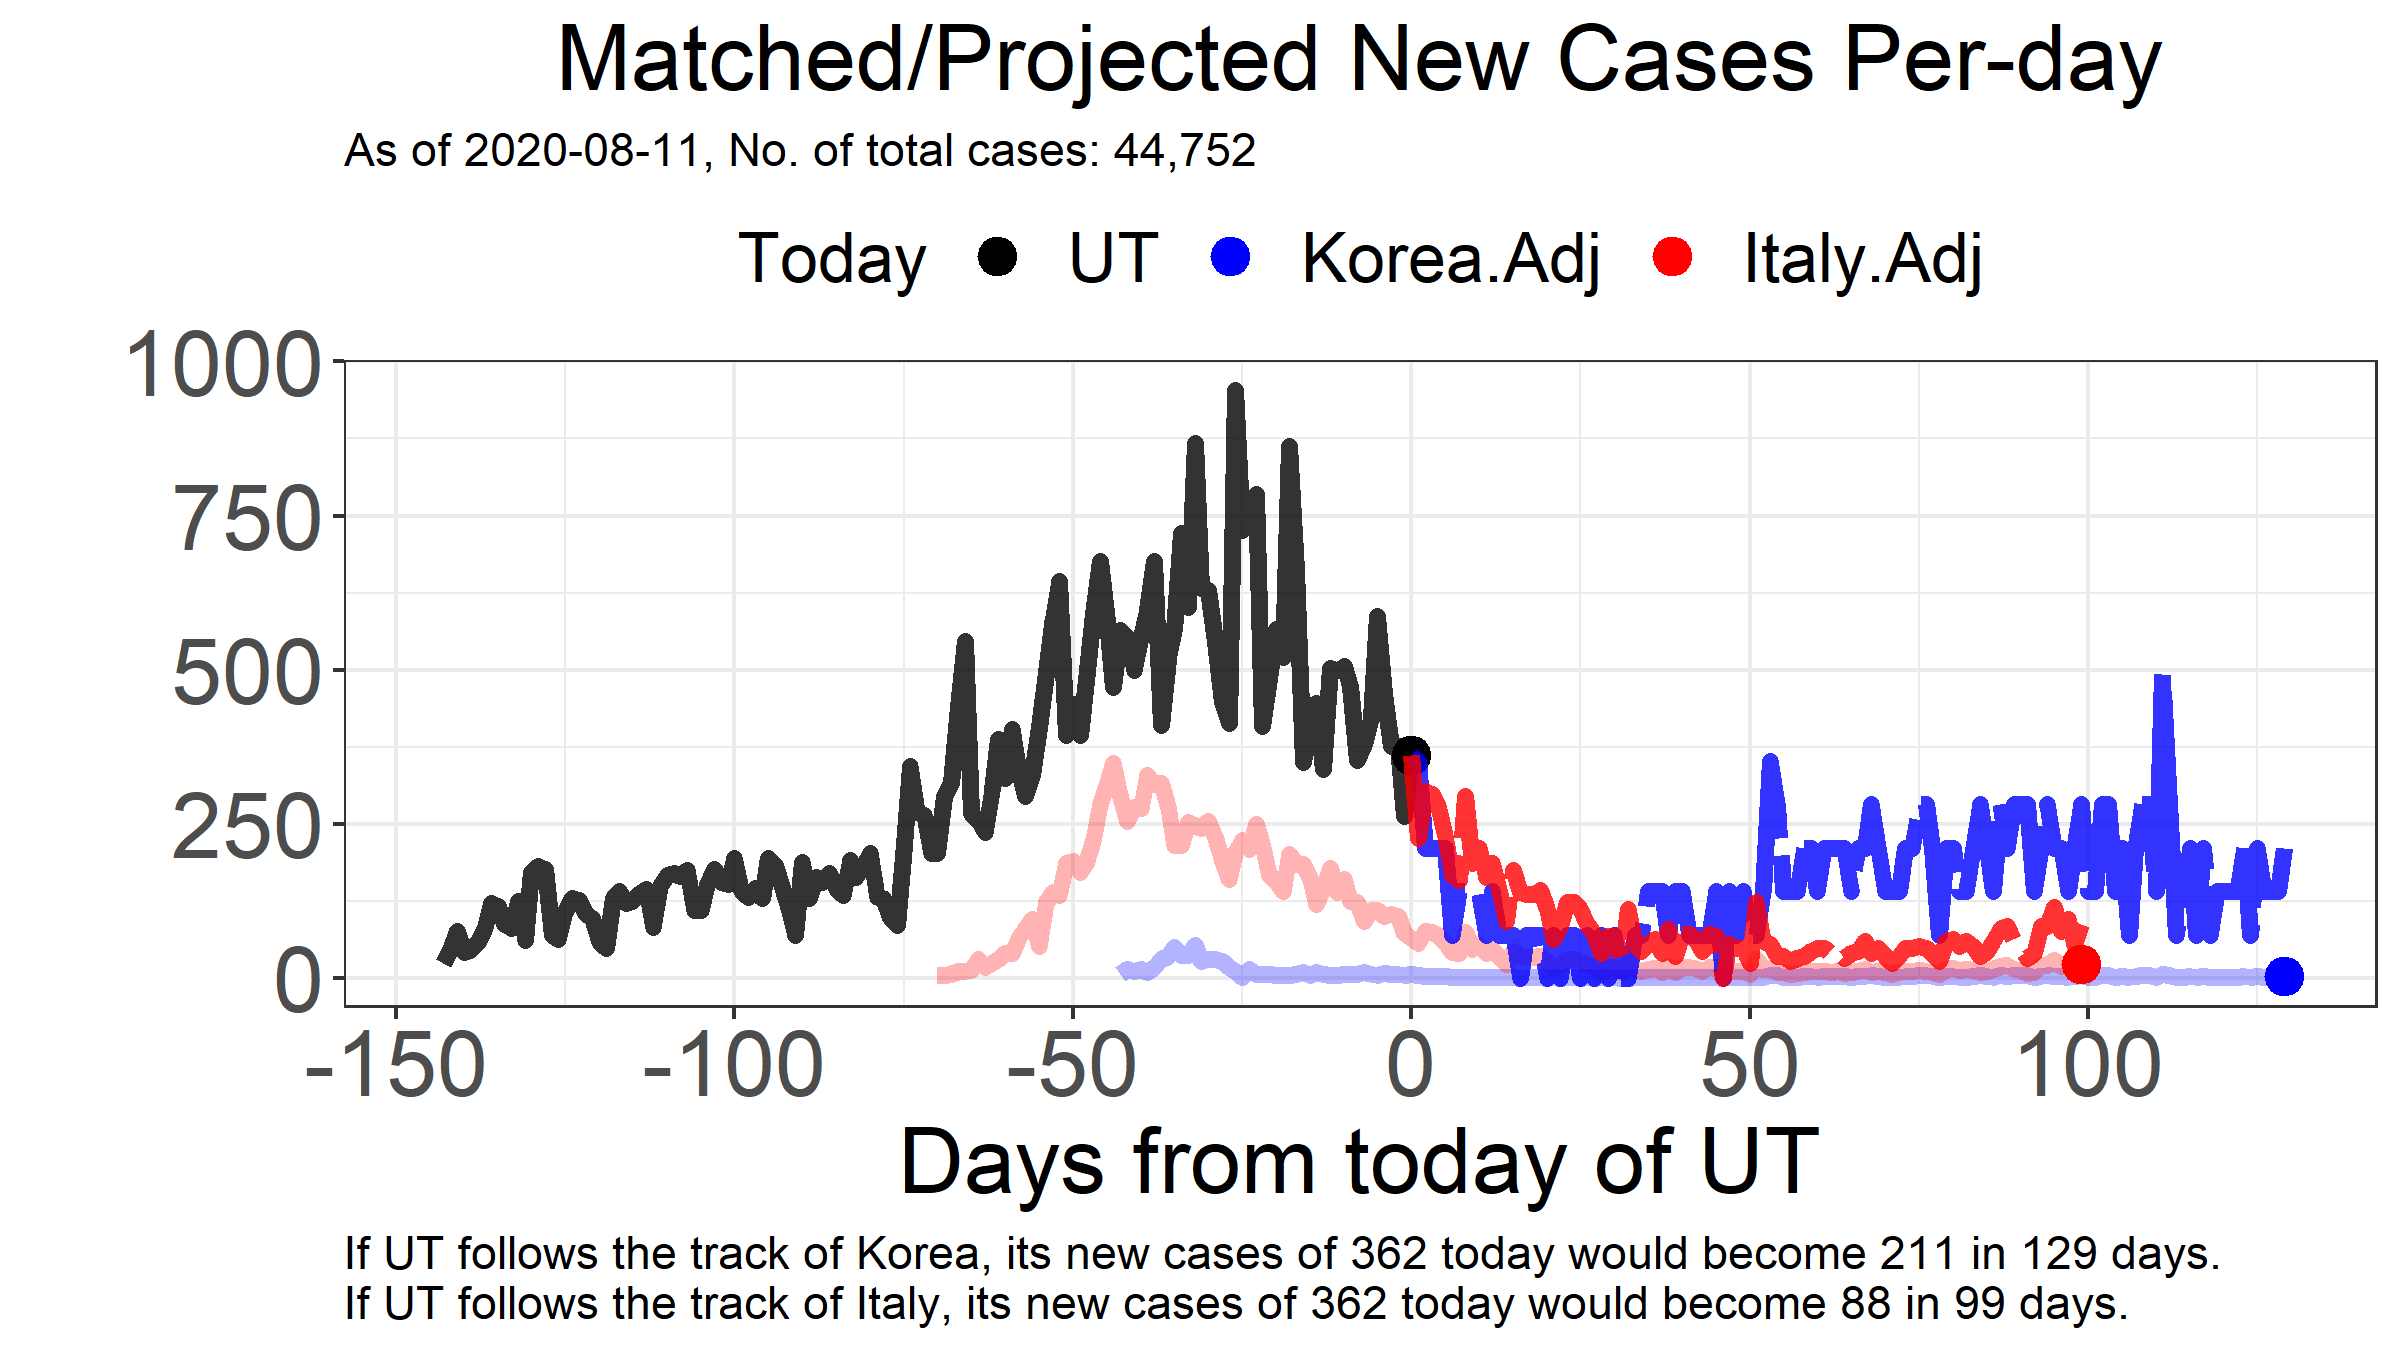 Matched/Projected New Cases Per-day
As of 2020-08-11, No. of total cases: 44,752
Today UT Korea.Adj Italy.Adj
1000
750
500
250
0
-150 -100 -50 0 50 100
Days from today of UT
If UT follows the track of Korea, its new cases of 362 today would become 211 in 129 days.
If UT follows the track of Italy, its new cases of 362 today would become 88 in 99 days.